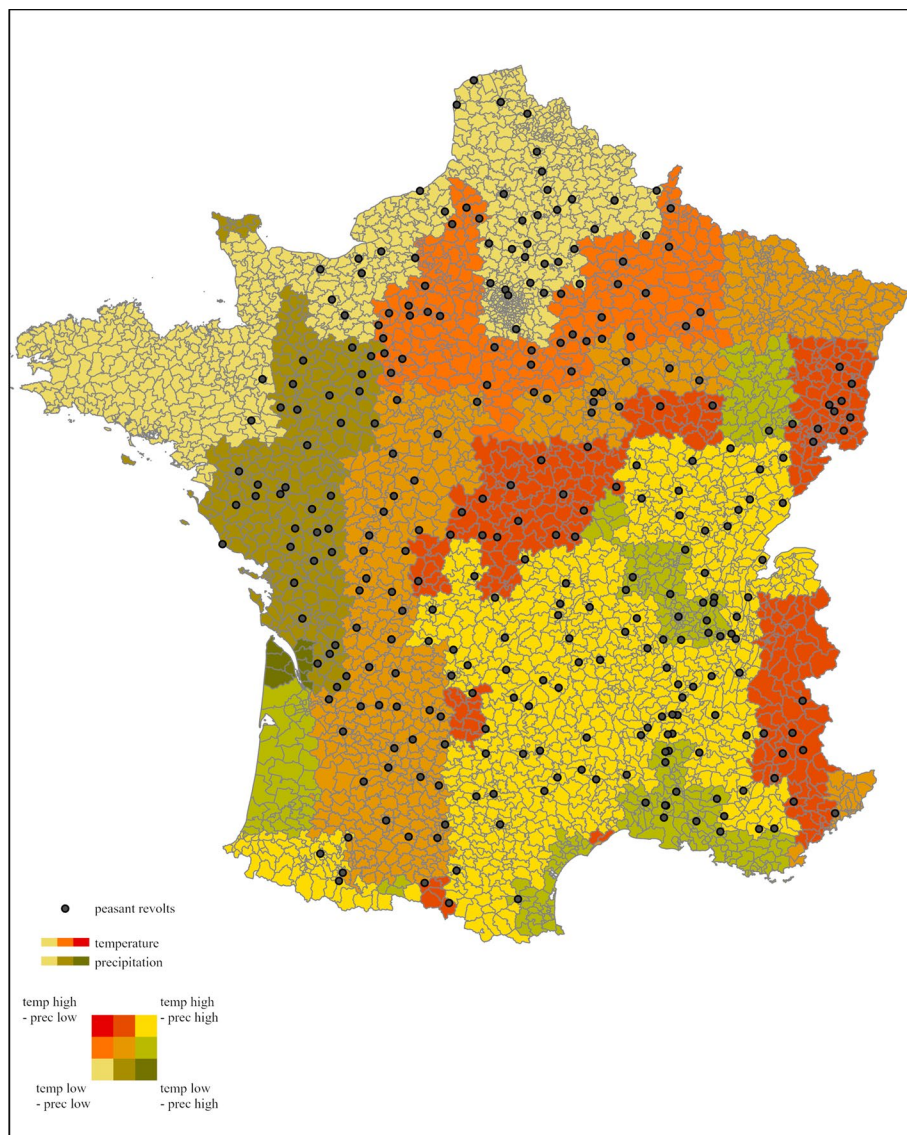 peasant revolts
temperature
precipitation
temp high
- prec low
temp high
- prec high
temp low
- prec low
temp low
- prec high